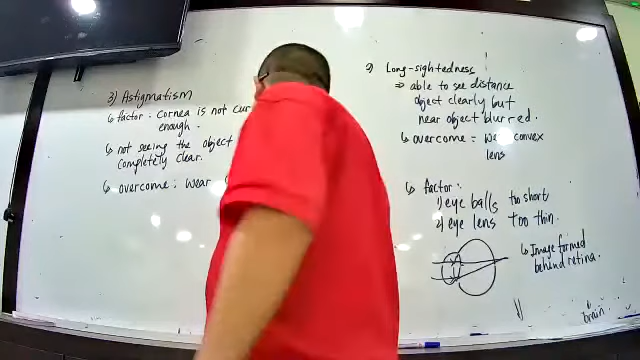 3) Astigmatism
↳ factor : Cornea is not cur
enough.
↳ not seeing the object
completely clear.
↳ overcome : wear
2) Long-sightedness
⇒ able to see distance
object clearly but
near object blurred.
↳ overcome = wear convex
lens
↳ factor :
1) eye balls too short
2) eye lens too thin.
↳ Image formed
behind retina.
brain